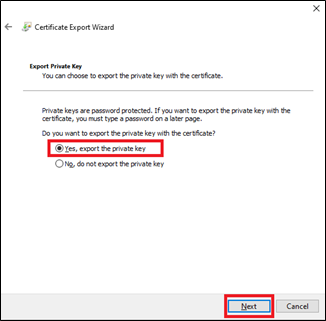 Certificate Export Wizard
Export Private Key
You can choose to export the private key with the certificate.
Private keys are password protected. If you want to export the private key with the
certificate, you must type a password on a later page.
Do you want to export the private key with the certificate?
Yes, export the private key
No, do not export the private key
Next
Cancel